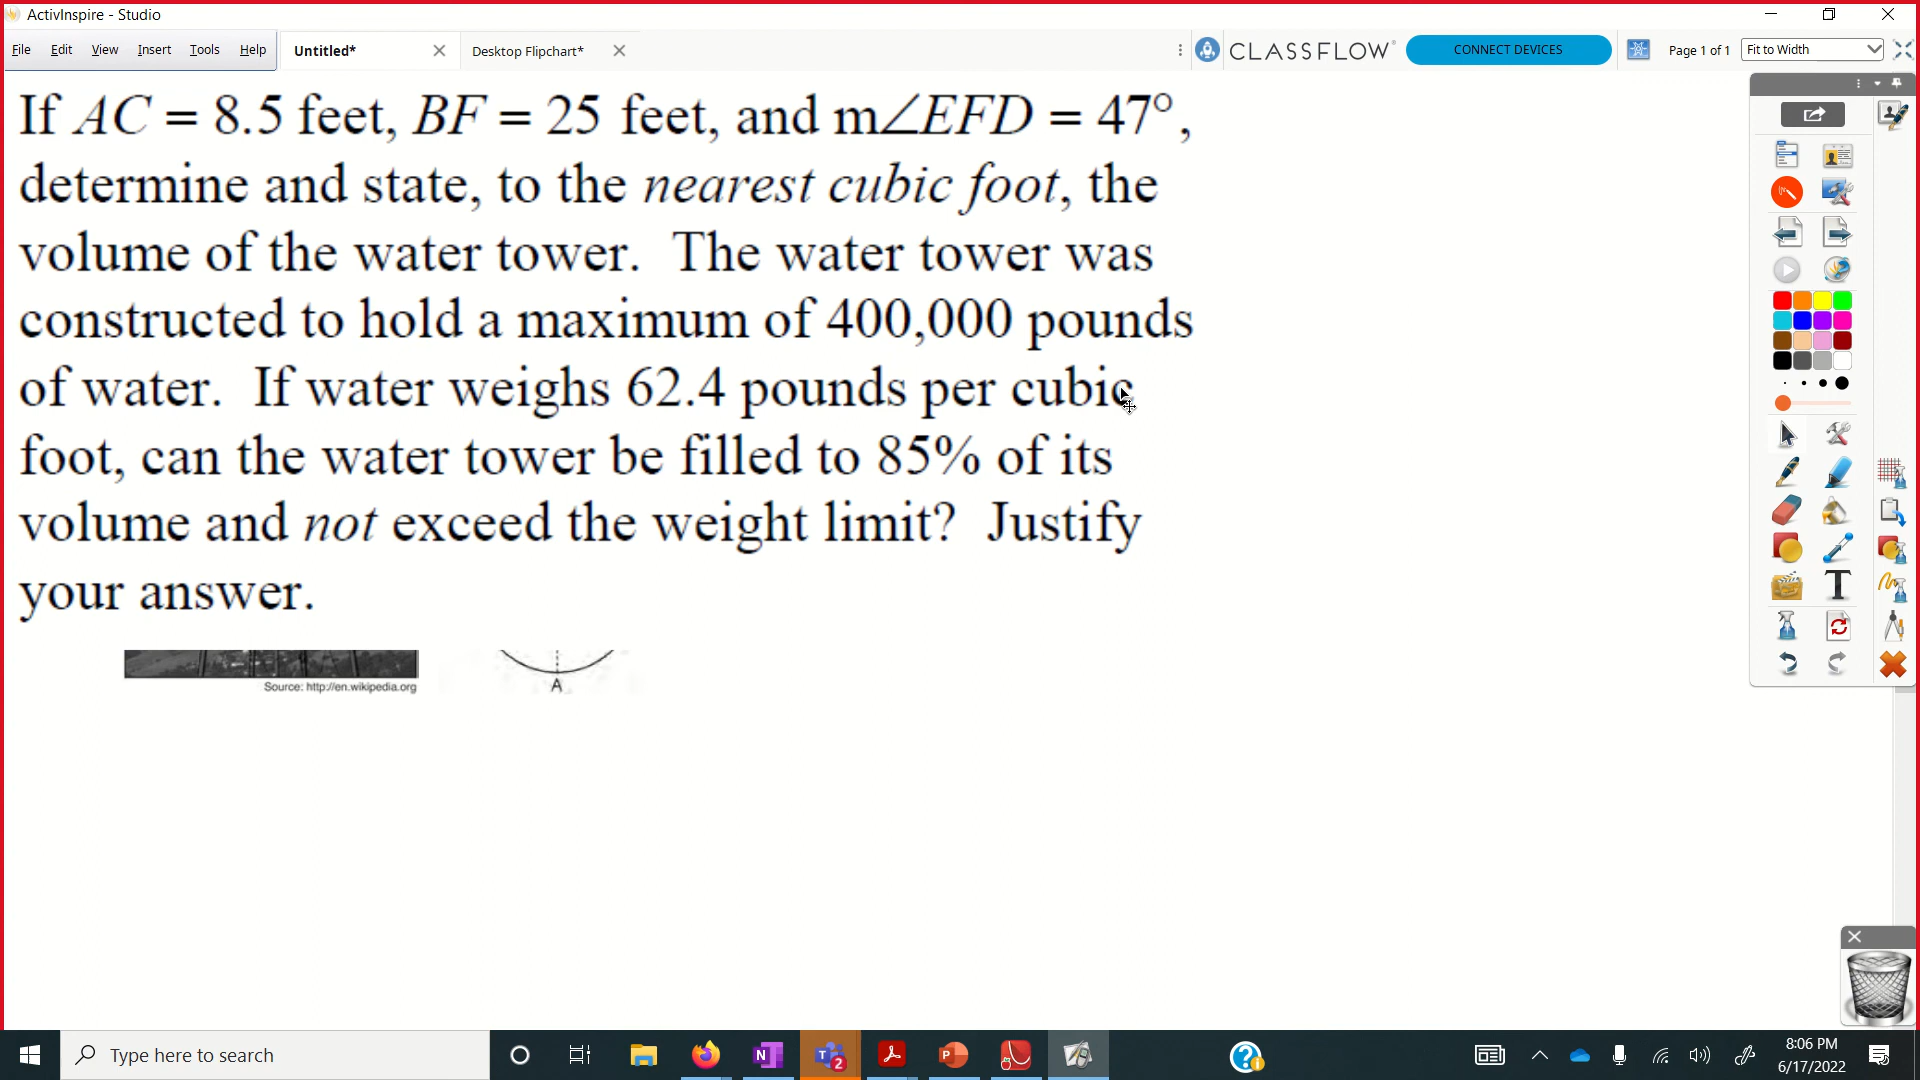 ActivInspire - Studio
File Edit View Insert Tools Help Untitled* Desktop Flipchart* CLASSFLOW CONNECT DEVICES Page 1 of 1 Fit to Width
If AC = 8.5 feet, BF = 25 feet, and m∠EFD = 47°,
determine and state, to the nearest cubic foot, the
volume of the water tower. The water tower was
constructed to hold a maximum of 400,000 pounds
of water. If water weighs 62.4 pounds per cubic
foot, can the water tower be filled to 85% of its
volume and not exceed the weight limit? Justify
your answer.
Source: http://en.wikipedia.org
A
Type here to search
8:06 PM
6/17/2022